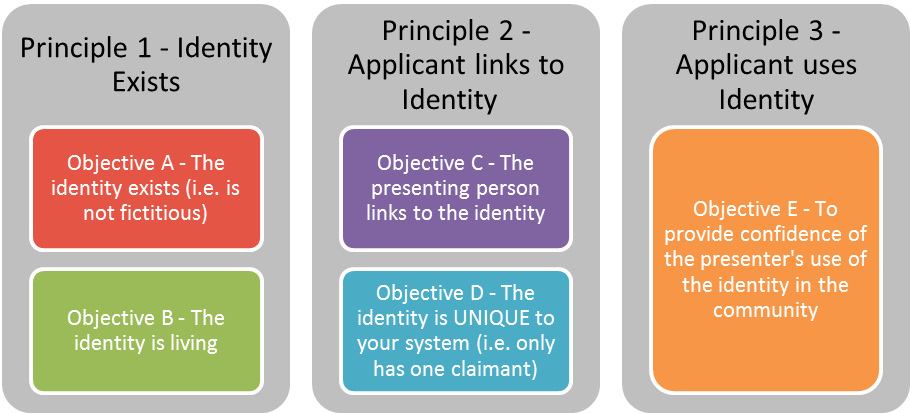 Principle 1 - Identity
Exists
Objective A - The
identity exists (i.e. is
not fictitious)
Objective B - The
identity is living
Principle 2 -
Applicant links to
Identity
Objective C - The
presenting person
links to the identity
Objective D - The
identity is UNIQUE to
your system (i.e. only
has one claimant)
Principle 3 -
Applicant uses
Identity
Objective E - To
provide confidence of
the presenter's use of
the identity in the
community